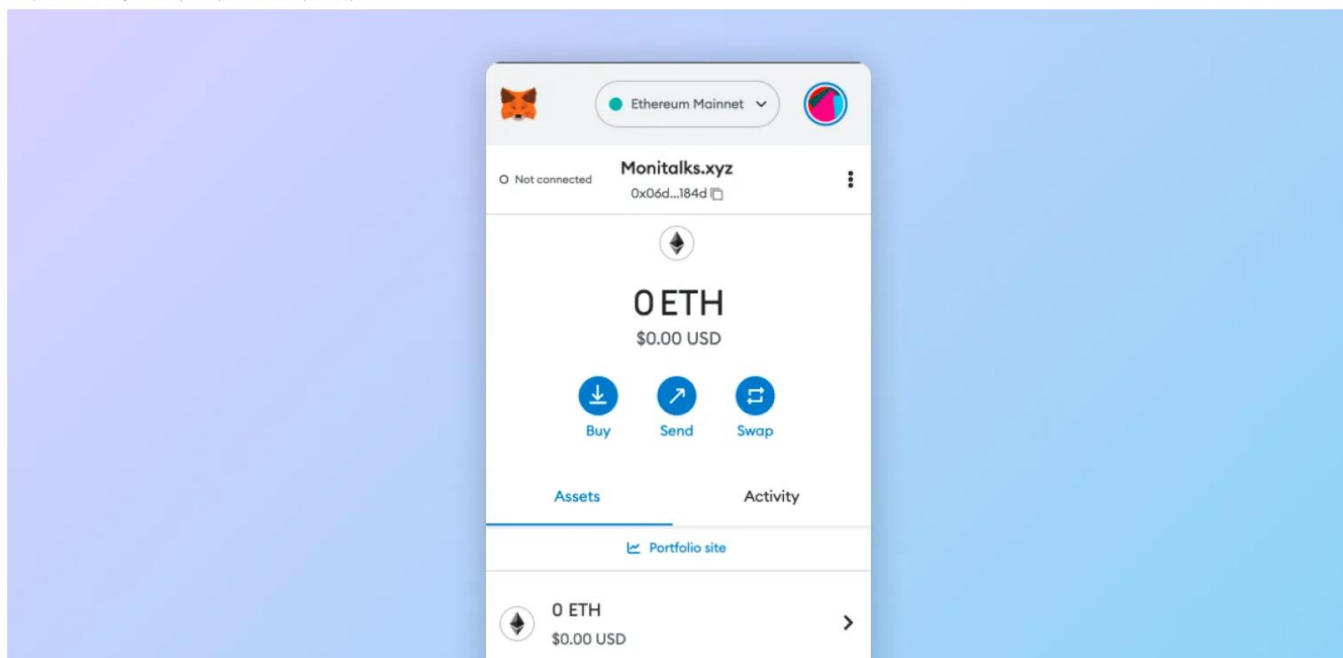 Ethereum Mainnet
Not connected
Monitalks.xyz
0x06d...184d
0 ETH
$0.00 USD
Buy Send Swap
Assets Activity
Portfolio site
0 ETH
$0.00 USD